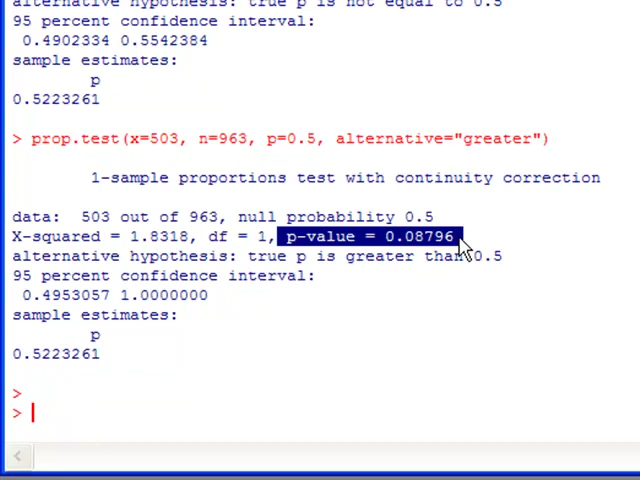 alternative hypothesis: true p is not equal to 0.5
95 percent confidence interval:
0.4902334 0.5542384
sample estimates:
p
0.5223261
> prop.test(x=503, n=963, p=0.5, alternative="greater")
1-sample proportions test with continuity correction
data: 503 out of 963, null probability 0.5
X-squared = 1.8318, df = 1, p-value = 0.08796
alternative hypothesis: true p is greater than 0.5
95 percent confidence interval:
0.4953057 1.0000000
sample estimates:
p
0.5223261
>
>